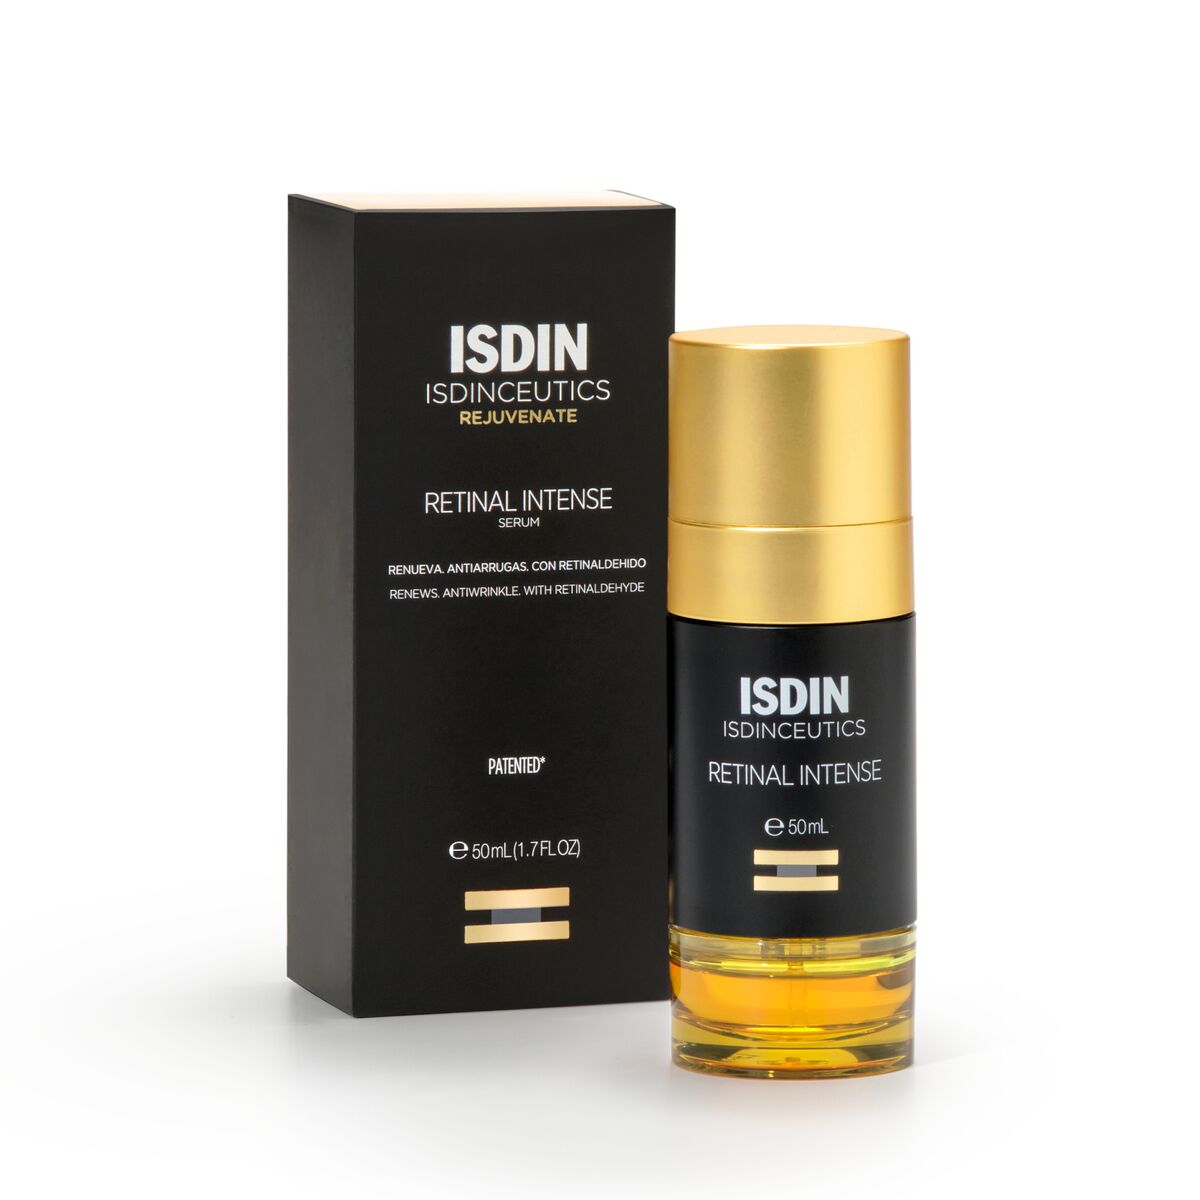 ISDIN
ISDINCEUTICS
REJUVENATE
RETINAL INTENSE
SERUM
RENUEVA. ANTIARRUGAS. CON RETINALDEHIDO
RENEWS. ANTIWRINKLE. WITH RETINALDEHYDE
PATENTED*
℮ 50mL (1.7 FL OZ)
ISDIN
ISDINCEUTICS
RETINAL INTENSE
℮ 50mL